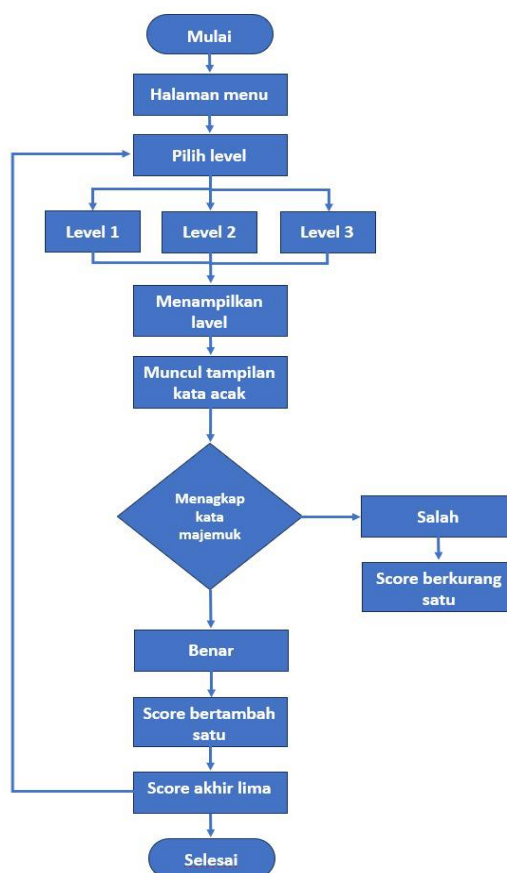 Mulai
Halaman menu
Pilih level
Level 1
Level 2
Level 3
Menampilkan
lavel
Muncul tampilan
kata acak
Menagkap
kata
majemuk
Salah
Score berkurang
satu
Benar
Score bertambah
satu
Score akhir lima
Selesai